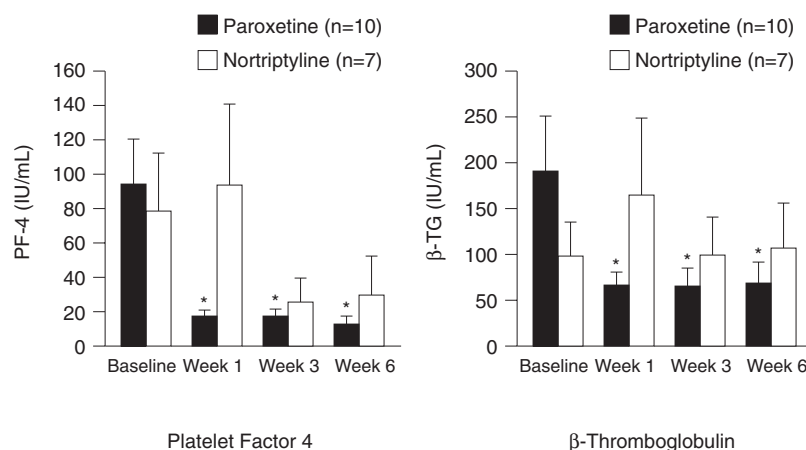 Paroxetine (n=10)
Nortriptyline (n=7)
PF-4 (IU/mL)
160
140
120
100
80
60
40
20
0
*
*
*
Baseline Week 1 Week 3 Week 6
Platelet Factor 4
Paroxetine (n=10)
Nortriptyline (n=7)
β-TG (IU/mL)
300
250
200
150
100
50
0
*
*
*
Baseline Week 1 Week 3 Week 6
β-Thromboglobulin